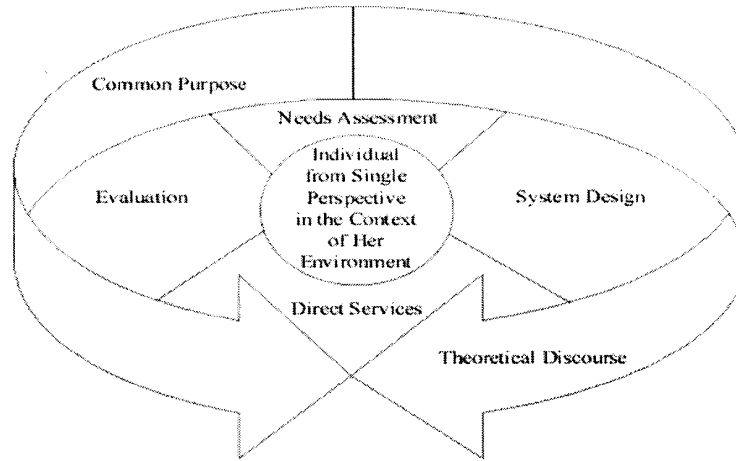 Common Purpose
Needs Assessment
Individual
from Single
Perspective
in the Context
of Her
Environment
Evaluation
System Design
Direct Services
Theoretical Discourse